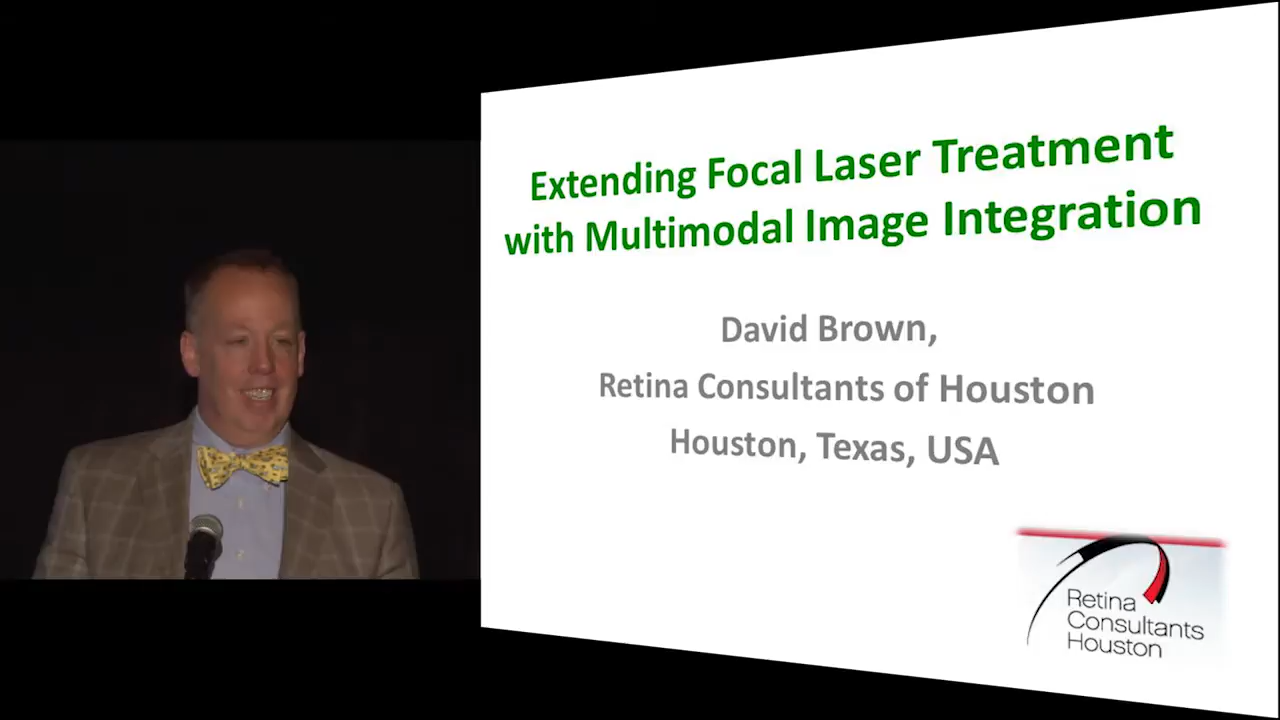 Extending Focal Laser Treatment
with Multimodal Image Integration
David Brown,
Retina Consultants of Houston
Houston, Texas, USA
Retina
Consultants
Houston